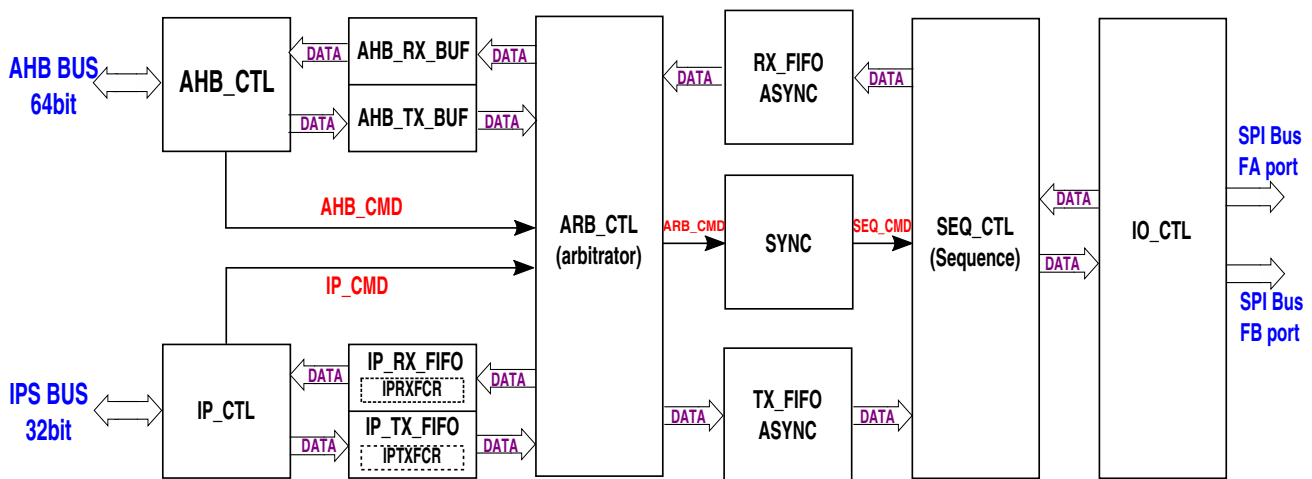 AHB BUS
64bit
AHB_CTL
DATA
DATA
AHB_RX_BUF
AHB_TX_BUF
DATA
DATA
AHB_CMD
IP_CMD
IPS BUS
32bit
IP_CTL
DATA
DATA
IP_RX_FIFO
IPRXFCR
IP_TX_FIFO
IPTXFCR
DATA
DATA
ARB_CTL
(arbitrator)
DATA
RX_FIFO
ASYNC
DATA
ARB_CMD
SYNC
SEQ_CMD
DATA
TX_FIFO
ASYNC
DATA
SEQ_CTL
(Sequence)
DATA
DATA
IO_CTL
SPI Bus
FA port
SPI Bus
FB port